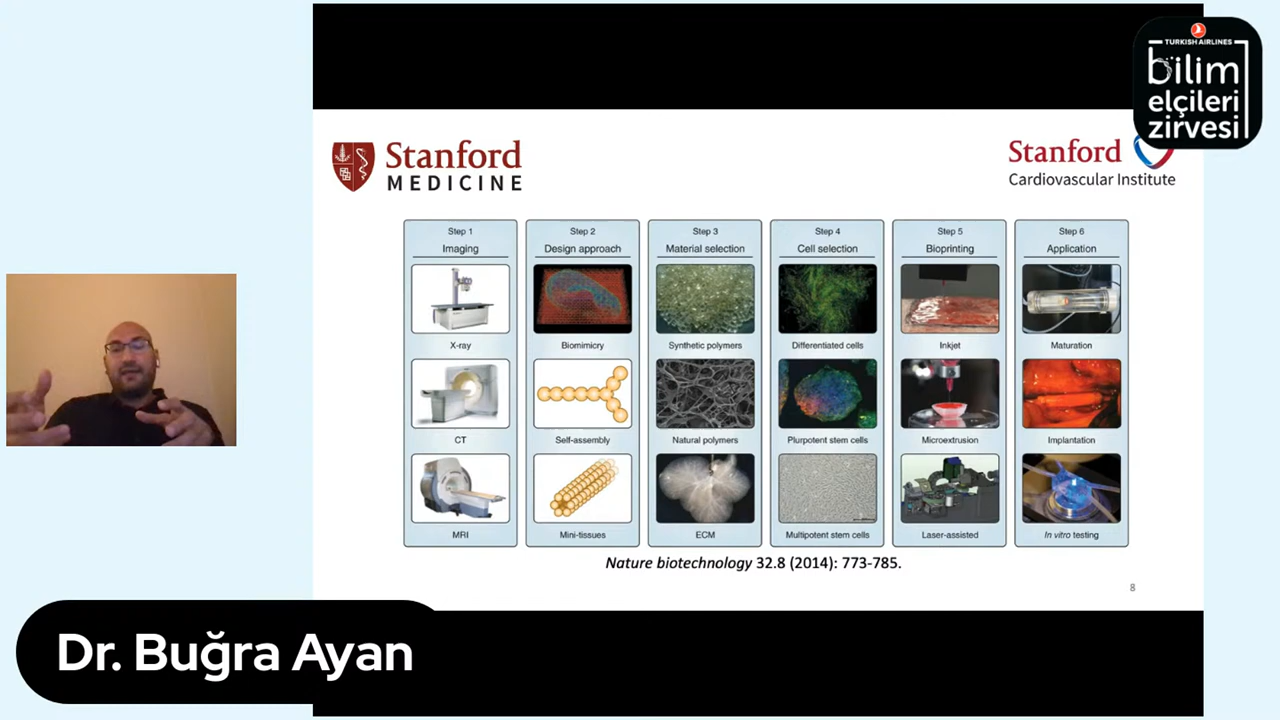 TURKISH AIRLINES
bilim
elçileri
zirvesi
Stanford
MEDICINE
Stanford
Cardiovascular Institute
Step 1
Imaging
X-ray
CT
MRI
Step 2
Design approach
Biomimicry
Self-assembly
Mini-tissues
Step 3
Material selection
Synthetic polymers
Natural polymers
ECM
Step 4
Cell selection
Differentiated cells
Plurpotent stem cells
Multipotent stem cells
Step 5
Bioprinting
Inkjet
Microextrusion
Laser-assisted
Step 6
Application
Maturation
Implantation
In vitro testing
Nature biotechnology 32.8 (2014): 773-785.
8
Dr. Buğra Ayan